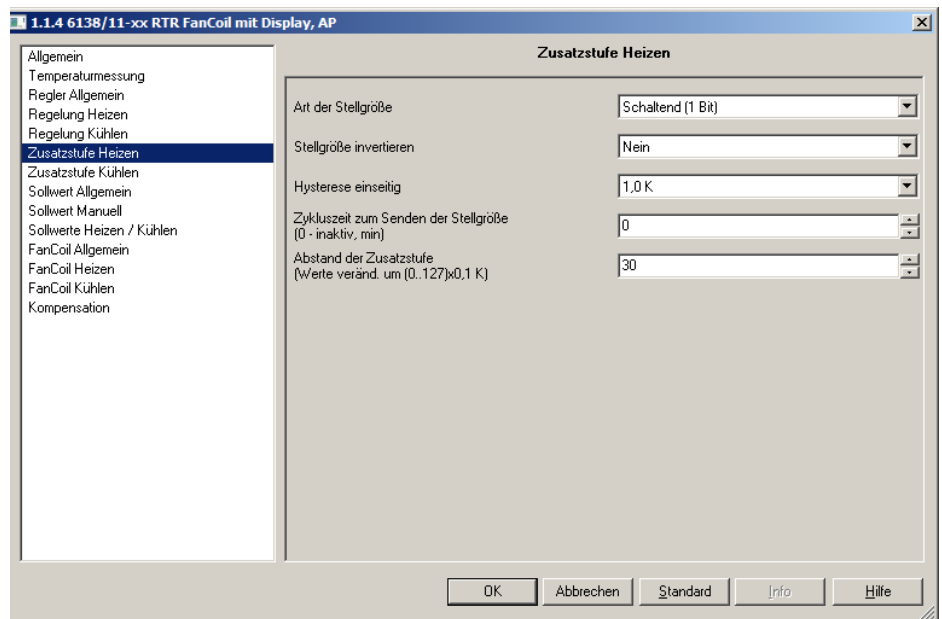 1.1.4 6138/11-xx RTR FanCoil mit Display, AP
Allgemein
Temperaturmessung
Regler Allgemein
Regelung Heizen
Regelung Kühlen
Zusatzstufe Heizen
Zusatzstufe Kühlen
Sollwert Allgemein
Sollwert Manuell
Sollwerte Heizen / Kühlen
FanCoil Allgemein
FanCoil Heizen
FanCoil Kühlen
Kompensation
Zusatzstufe Heizen
Art der Stellgröße
Schaltend (1 Bit)
Stellgröße invertieren
Nein
Hysterese einseitig
1,0 K
Zykluszeit zum Senden der Stellgröße
(0 - inaktiv, min)
0
Abstand der Zusatzstufe
(Werte veränd. um (0..127)x0,1 K)
30
OK
Abbrechen
Standard
Info
Hilfe